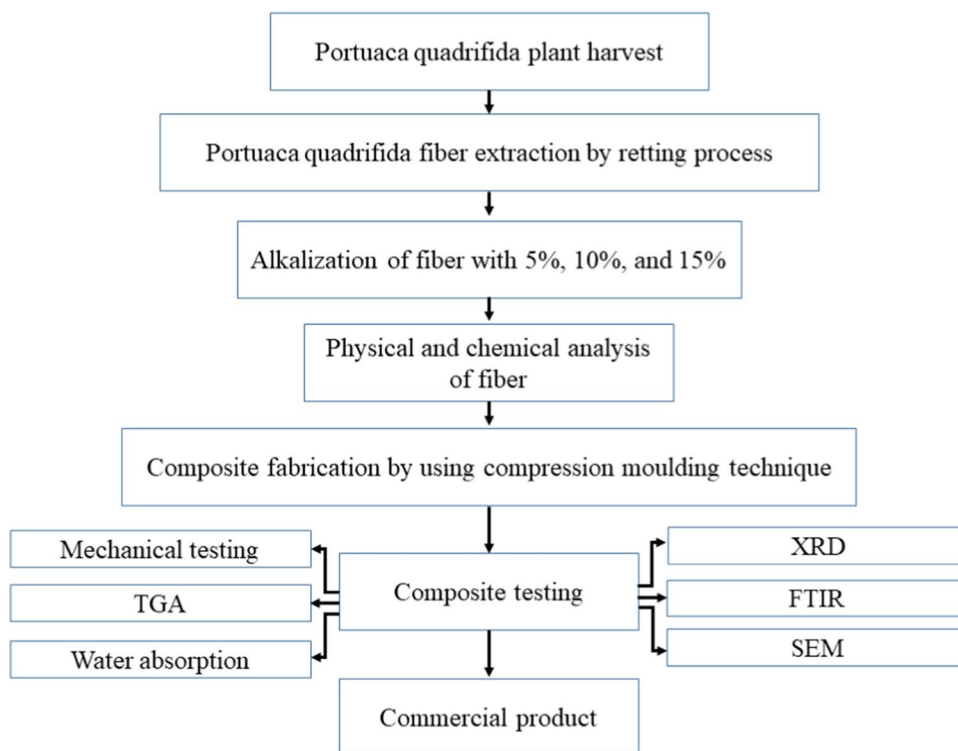 Portuaca quadrifida plant harvest
Portuaca quadrifida fiber extraction by retting process
Alkalization of fiber with 5%, 10%, and 15%
Physical and chemical analysis
of fiber
Composite fabrication by using compression moulding technique
Mechanical testing
TGA
Water absorption
Composite testing
XRD
FTIR
SEM
Commercial product